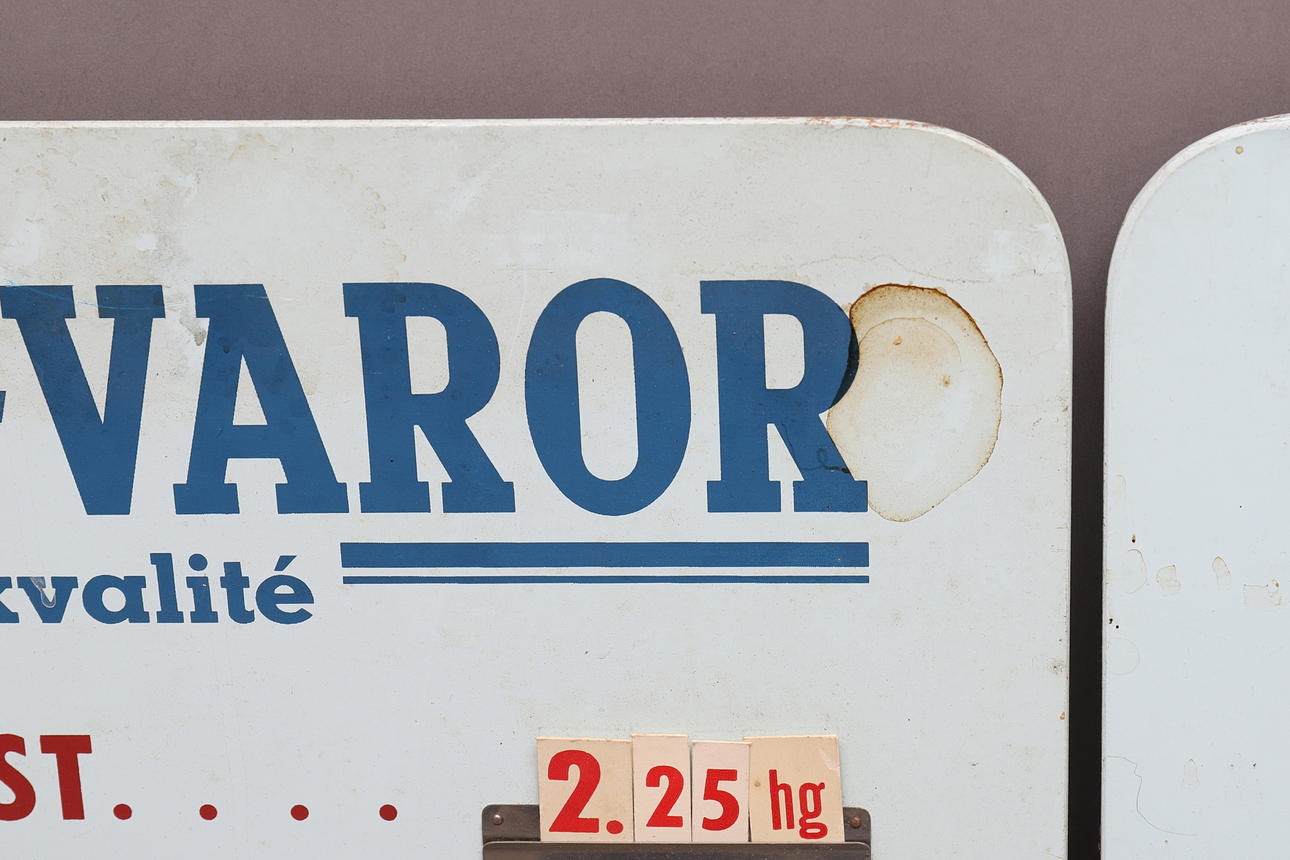 -VAROR
kvalité
ST. . . .
2.25 hg